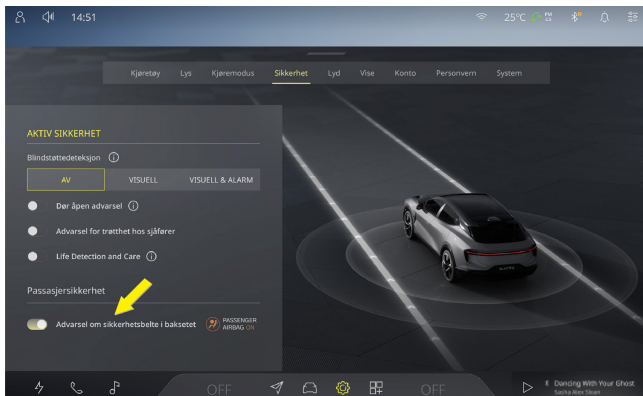 14:51
25°C
Kjøretøy Lys Kjøremodus Sikkerhet Lyd Vise Konto Personvern System
AKTIV SIKKERHET
Blindstøttedeteksjon
AV VISUELL VISUELL & ALARM
Dør åpen advarsel
Advarsel for trøtthet hos sjåfører
Life Detection and Care
Passasjersikkerhet
Advarsel om sikkerhetsbelte i baksetet
PASSENGER
AIRBAG ON
OFF OFF
Dancing With Your Ghost
Sasha Alex Sloan